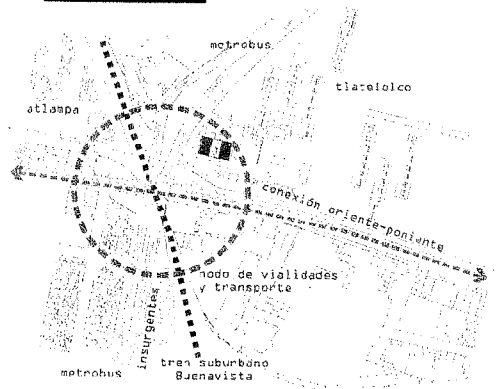 metrobus
tlatelolco
atlampa
conexión oriente-poniente
nodo de vialidades
y transporte
insurgentes
tren suburbano
Buenavista
metrobus